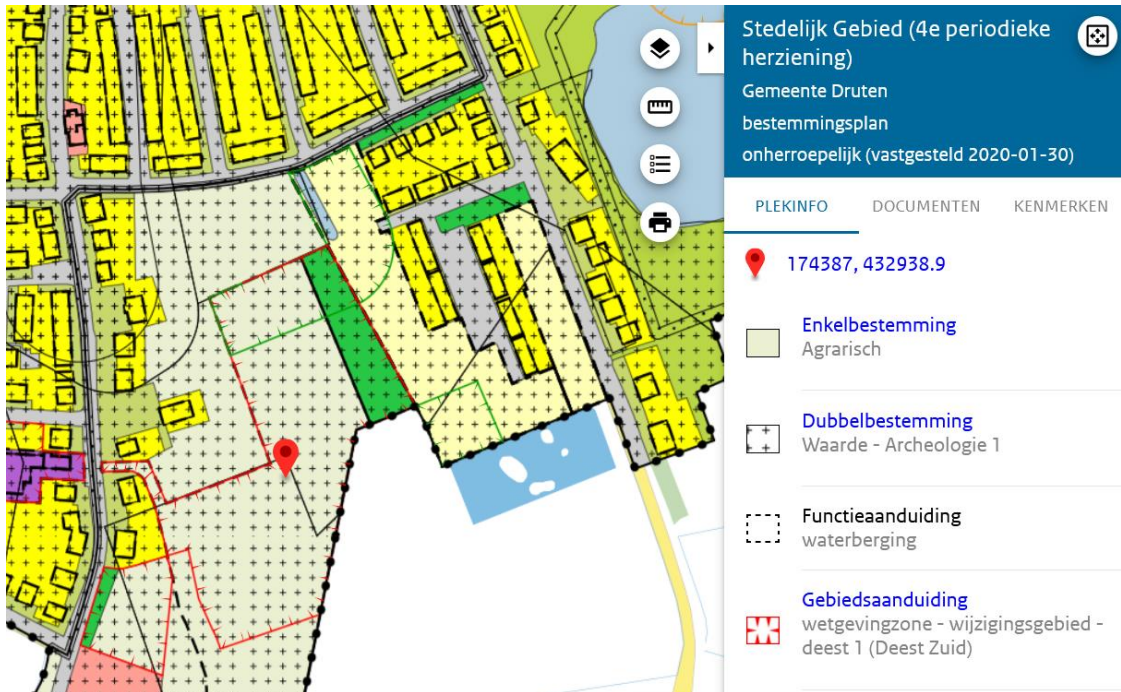 Stedelijk Gebied (4e periodieke
herziening)
Gemeente Druten
bestemmingsplan
onherroepelijk (vastgesteld 2020-01-30)
PLEKINFO DOCUMENTEN KENMERKEN
174387, 432938.9
Enkelbestemming
Agrarisch
Dubbelbestemming
Waarde - Archeologie 1
Functieaanduiding
waterberging
Gebiedsaanduiding
wetgevingzone - wijzigingsgebied -
deest 1 (Deest Zuid)